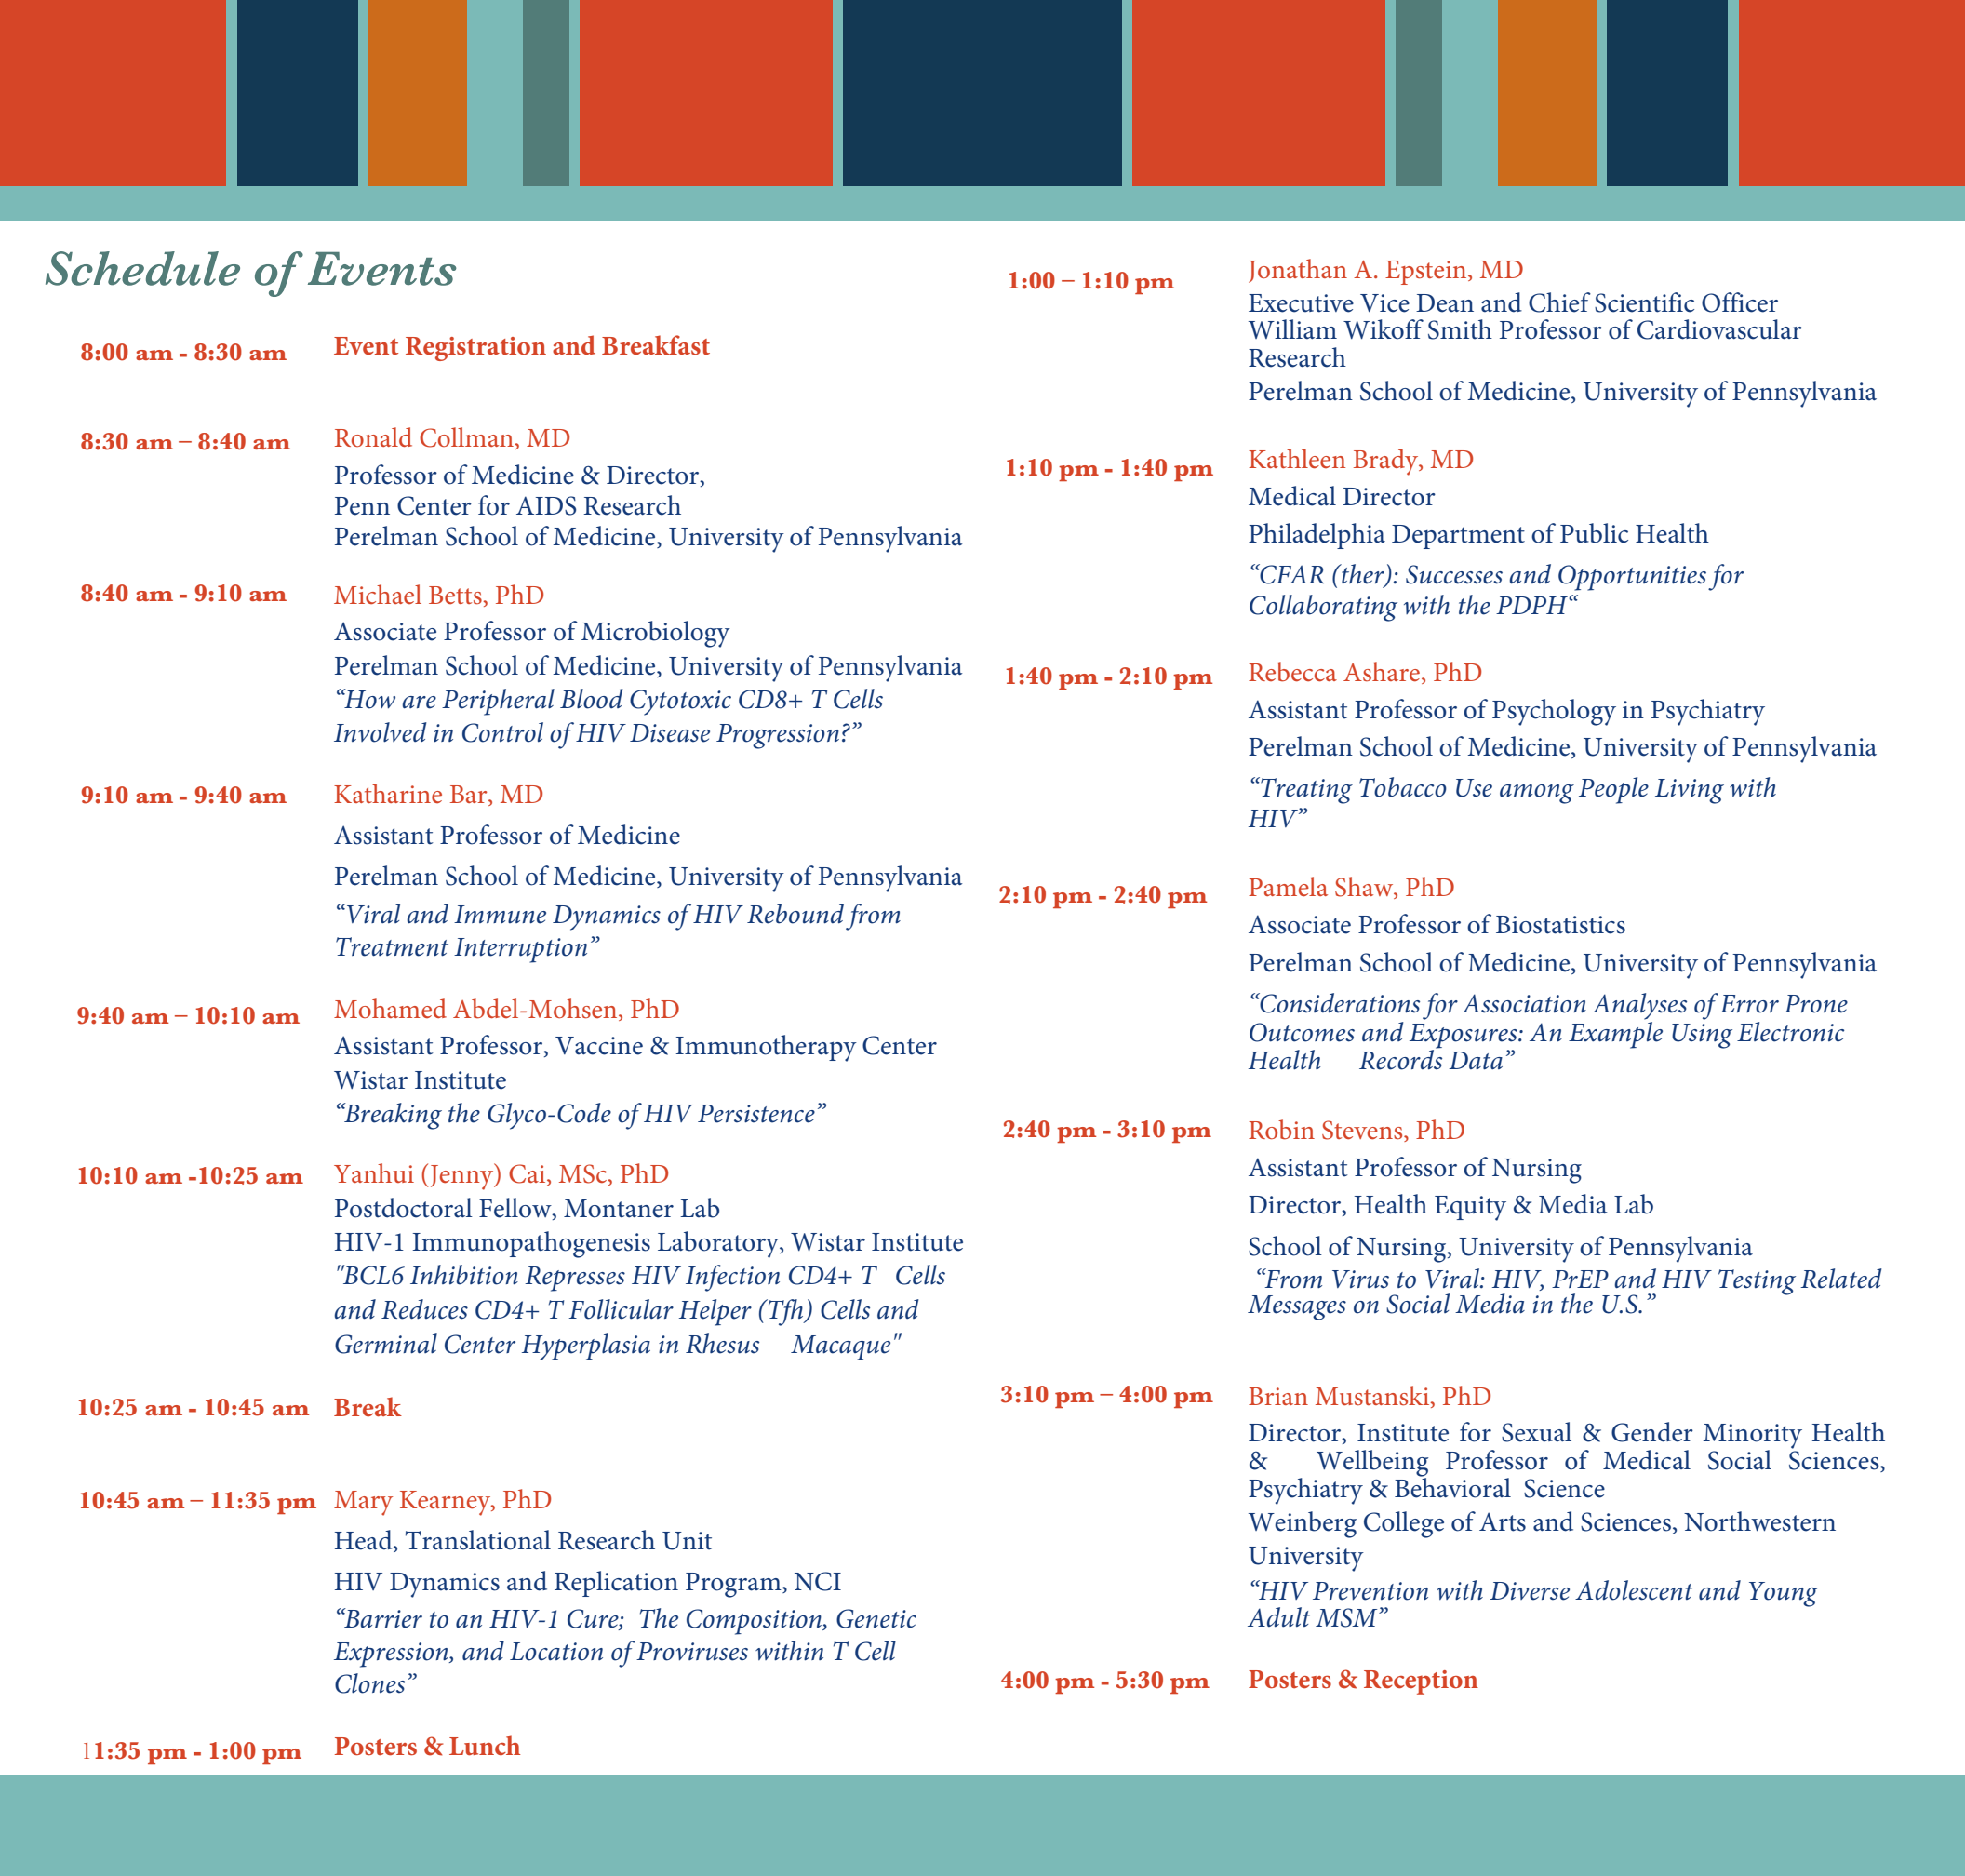 Schedule of Events
8:00 am - 8:30 am Event Registration and Breakfast
8:30 am – 8:40 am Ronald Collman, MD
Professor of Medicine & Director,
Penn Center for AIDS Research
Perelman School of Medicine, University of Pennsylvania
8:40 am - 9:10 am Michael Betts, PhD
Associate Professor of Microbiology
Perelman School of Medicine, University of Pennsylvania
“How are Peripheral Blood Cytotoxic CD8+ T Cells
Involved in Control of HIV Disease Progression?”
9:10 am - 9:40 am Katharine Bar, MD
Assistant Professor of Medicine
Perelman School of Medicine, University of Pennsylvania
“Viral and Immune Dynamics of HIV Rebound from
Treatment Interruption”
9:40 am – 10:10 am Mohamed Abdel-Mohsen, PhD
Assistant Professor, Vaccine & Immunotherapy Center
Wistar Institute
“Breaking the Glyco-Code of HIV Persistence”
10:10 am -10:25 am Yanhui (Jenny) Cai, MSc, PhD
Postdoctoral Fellow, Montaner Lab
HIV-1 Immunopathogenesis Laboratory, Wistar Institute
"BCL6 Inhibition Represses HIV Infection CD4+ T Cells
and Reduces CD4+ T Follicular Helper (Tfh) Cells and
Germinal Center Hyperplasia in Rhesus Macaque"
10:25 am - 10:45 am Break
10:45 am – 11:35 pm Mary Kearney, PhD
Head, Translational Research Unit
HIV Dynamics and Replication Program, NCI
“Barrier to an HIV-1 Cure; The Composition, Genetic
Expression, and Location of Proviruses within T Cell
Clones”
11:35 pm - 1:00 pm Posters & Lunch
1:00 – 1:10 pm Jonathan A. Epstein, MD
Executive Vice Dean and Chief Scientific Officer
William Wikoff Smith Professor of Cardiovascular
Research
Perelman School of Medicine, University of Pennsylvania
1:10 pm - 1:40 pm Kathleen Brady, MD
Medical Director
Philadelphia Department of Public Health
“CFAR (ther): Successes and Opportunities for
Collaborating with the PDPH“
1:40 pm - 2:10 pm Rebecca Ashare, PhD
Assistant Professor of Psychology in Psychiatry
Perelman School of Medicine, University of Pennsylvania
“Treating Tobacco Use among People Living with
HIV”
2:10 pm - 2:40 pm Pamela Shaw, PhD
Associate Professor of Biostatistics
Perelman School of Medicine, University of Pennsylvania
“Considerations for Association Analyses of Error Prone
Outcomes and Exposures: An Example Using Electronic
Health Records Data”
2:40 pm - 3:10 pm Robin Stevens, PhD
Assistant Professor of Nursing
Director, Health Equity & Media Lab
School of Nursing, University of Pennsylvania
“From Virus to Viral: HIV, PrEP and HIV Testing Related
Messages on Social Media in the U.S.”
3:10 pm – 4:00 pm Brian Mustanski, PhD
Director, Institute for Sexual & Gender Minority Health
& Wellbeing Professor of Medical Social Sciences,
Psychiatry & Behavioral Science
Weinberg College of Arts and Sciences, Northwestern
University
“HIV Prevention with Diverse Adolescent and Young
Adult MSM”
4:00 pm - 5:30 pm Posters & Reception